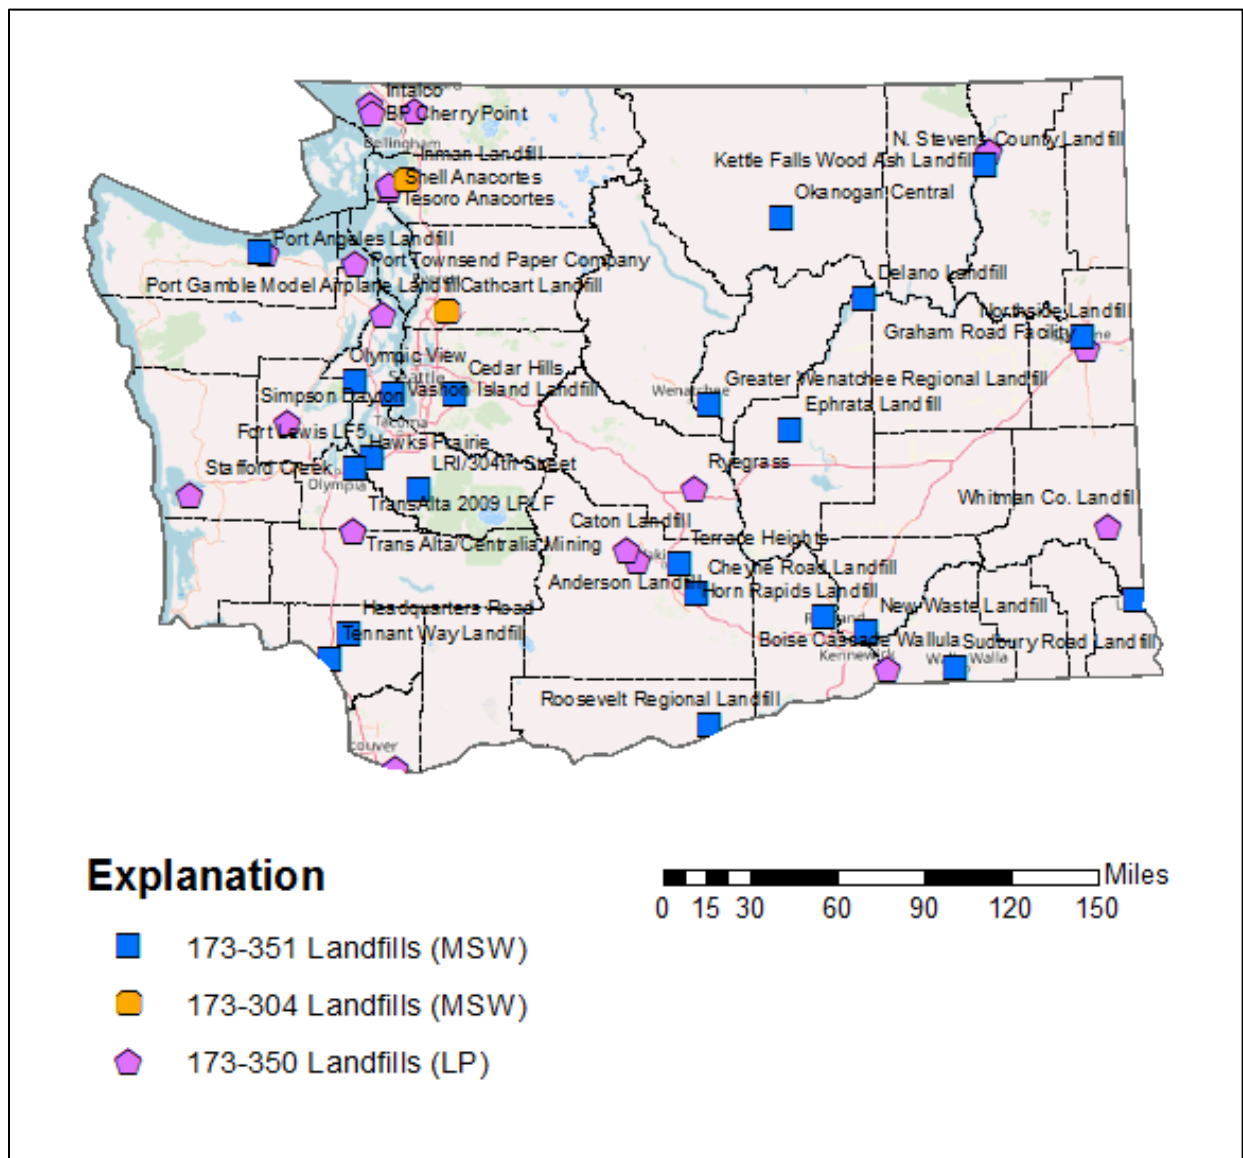 Intalco
BP Cherry Point
Bellingham
Inman Landfill
Shell Anacortes
Tesoro Anacortes
N. Stevens County Landfill
Kettle Falls Wood Ash Landfill
Okanogan Central
Port Angeles Landfill
Port Townsend Paper Company
Port Gamble Model Airplane Landfill
Cathcart Landfill
Delano Landfill
Northside Landfill
Graham Road Facility
Olympic View
Cedar Hills
Seattle
Simpson Dayton
Vashon Island Landfill
Wenatchee
Greater Wenatchee Regional Landfill
Ephrata Landfill
Tacoma
Fort Lewis LF5
Hawks Prairie
Stafford Creek
LRI/304th Street
Olympia
Ryegrass
TransAlta 2009 LPLF
Whitman Co. Landfill
Caton Landfill
Trans Alta/Centralia Mining
Terrace Heights
Cheyne Road Landfill
Anderson Landfill
Horn Rapids Landfill
Headquarters Road
New Waste Landfill
Tennant Way Landfill
Boise Cascade Wallula
Sudbury Road Landfill
Kennewick
Walla Walla
Roosevelt Regional Landfill
couver
Explanation
Miles
0 15 30 60 90 120 150
173-351 Landfills (MSW)
173-304 Landfills (MSW)
173-350 Landfills (LP)